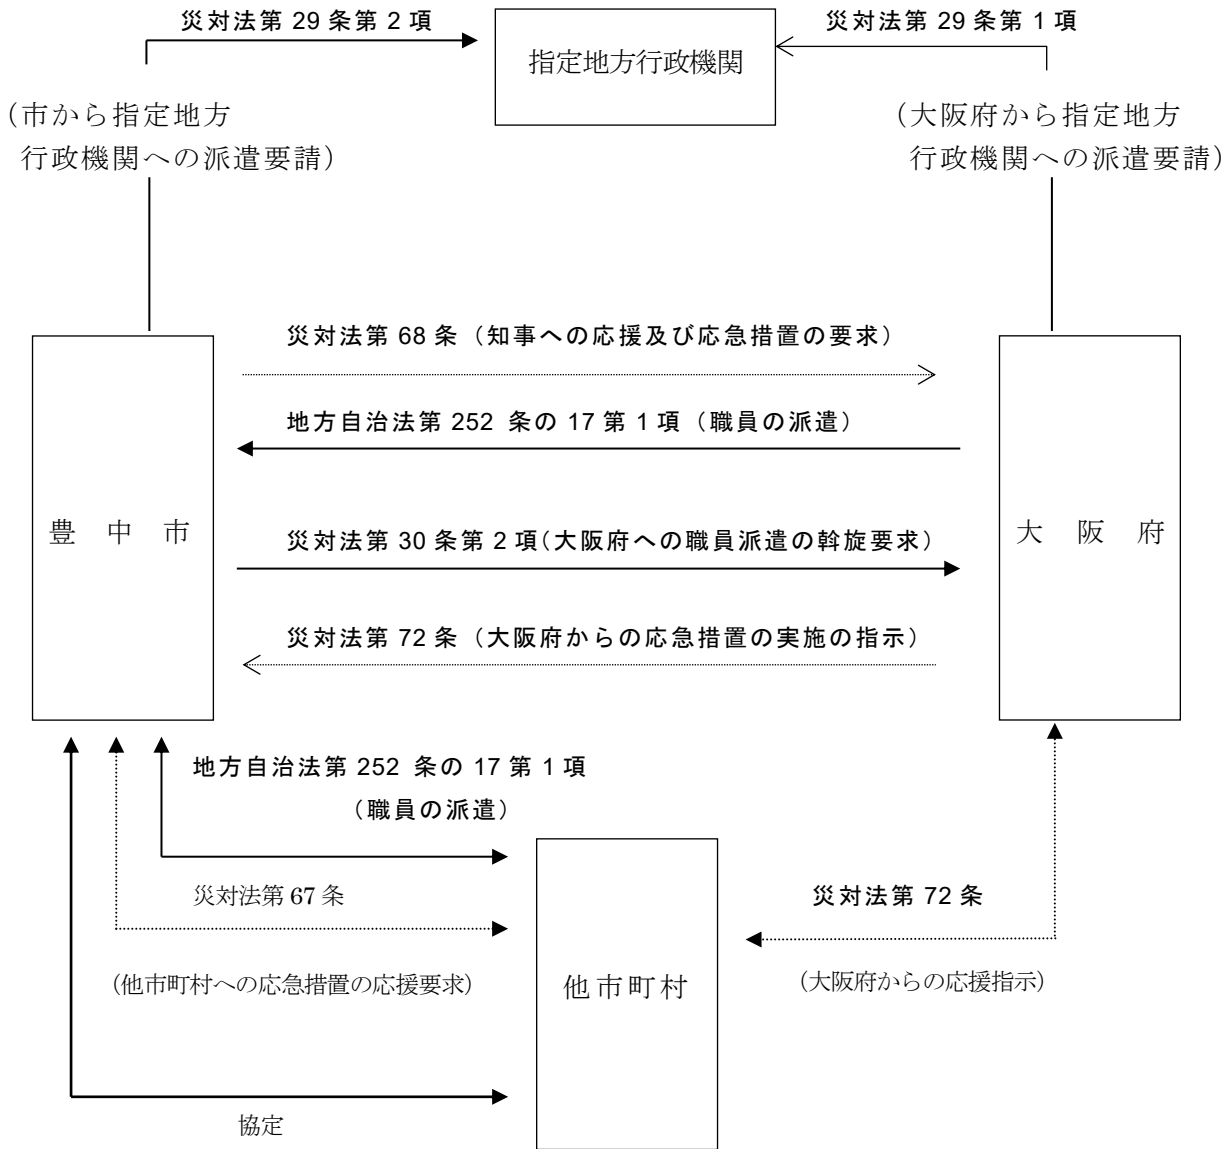 災対法第 29 条第 2 項
災対法第 29 条第 1 項
指定地方行政機関
（市から指定地方
行政機関への派遣要請）
（大阪府から指定地方
行政機関への派遣要請）
災対法第 68 条（知事への応援及び応急措置の要求）
地方自治法第 252 条の 17 第 1 項（職員の派遣）
豊 中 市
大 阪 府
災対法第 30 条第 2 項（大阪府への職員派遣の斡旋要求）
災対法第 72 条（大阪府からの応急措置の実施の指示）
地方自治法第 252 条の 17 第 1 項
（職員の派遣）
災対法第 67 条
災対法第 72 条
（他市町村への応急措置の応援要求）
他市町村
（大阪府からの応援指示）
協定